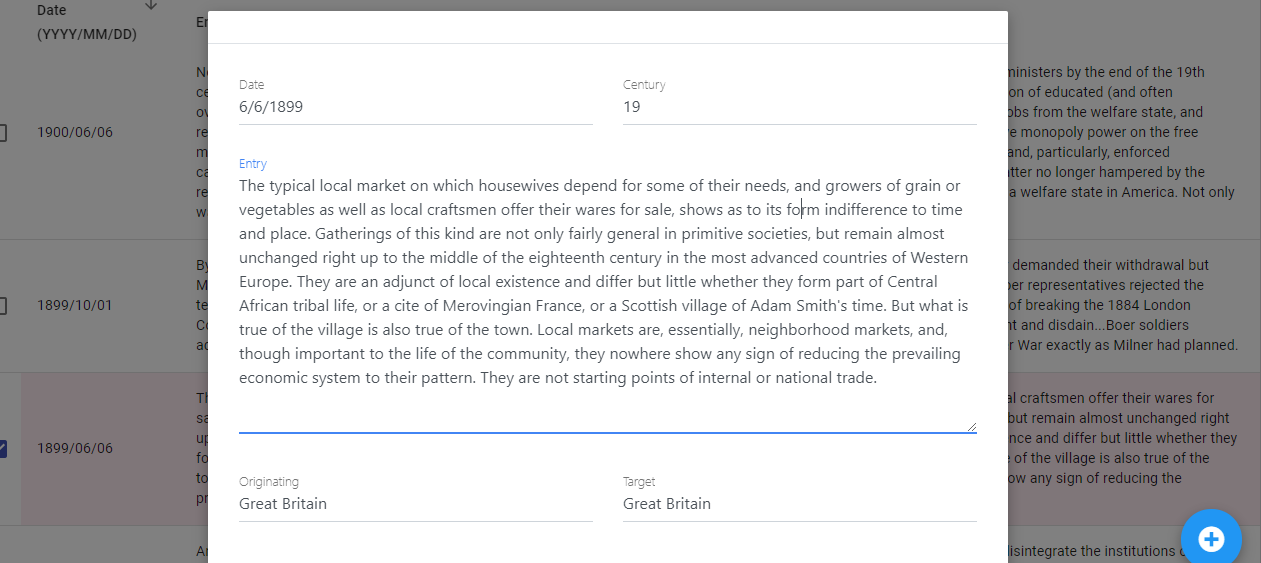 Date
(YYYY/MM/DD)
1900/06/06
ministers by the end of the 19th
on of educated (and often
obs from the welfare state, and
monopoly power on the free
and, particularly, enforced
no longer hampered by the
a welfare state in America. Not only
1899/10/01
By
demanded their withdrawal but
representatives rejected the
of breaking the 1884 London
and disdain...Boer soldiers
War exactly as Milner had planned.
1899/06/06
craftsmen offer their wares for
but remain almost unchanged right
and differ but little whether they
of the village is also true of the
show any sign of reducing the
disintegrate the institutions
Date
6/6/1899
Century
19
Entry
The typical local market on which housewives depend for some of their needs, and growers of grain or
vegetables as well as local craftsmen offer their wares for sale, shows as to its form indifference to time
and place. Gatherings of this kind are not only fairly general in primitive societies, but remain almost
unchanged right up to the middle of the eighteenth century in the most advanced countries of Western
Europe. They are an adjunct of local existence and differ but little whether they form part of Central
African tribal life, or a cite of Merovingian France, or a Scottish village of Adam Smith's time. But what is
true of the village is also true of the town. Local markets are, essentially, neighborhood markets, and,
though important to the life of the community, they nowhere show any sign of reducing the prevailing
economic system to their pattern. They are not starting points of internal or national trade.
Originating
Great Britain
Target
Great Britain